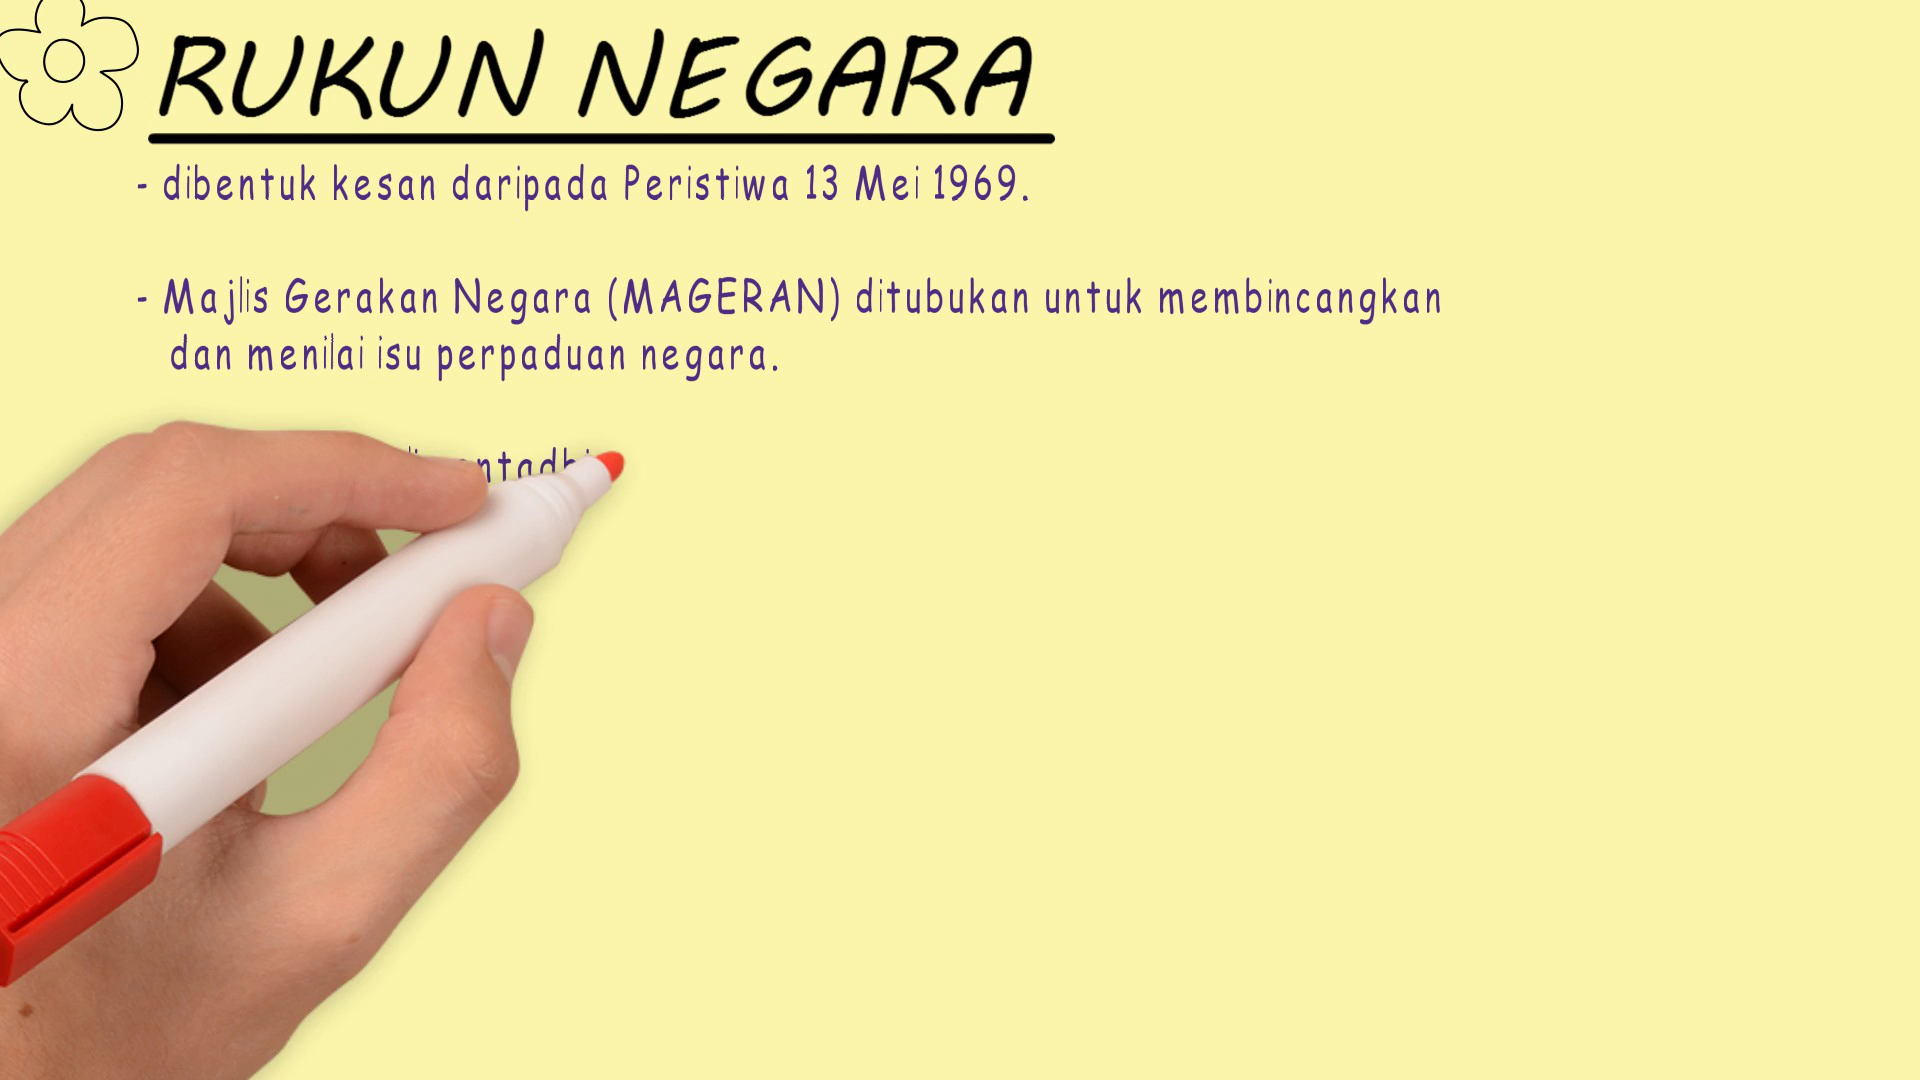 RUKUN NEGARA
- dibentuk kesan daripada Peristiwa 13 Mei 1969.
- Majlis Gerakan Negara (MAGERAN) ditubukan untuk membincangkan
dan menilai isu perpaduan negara.